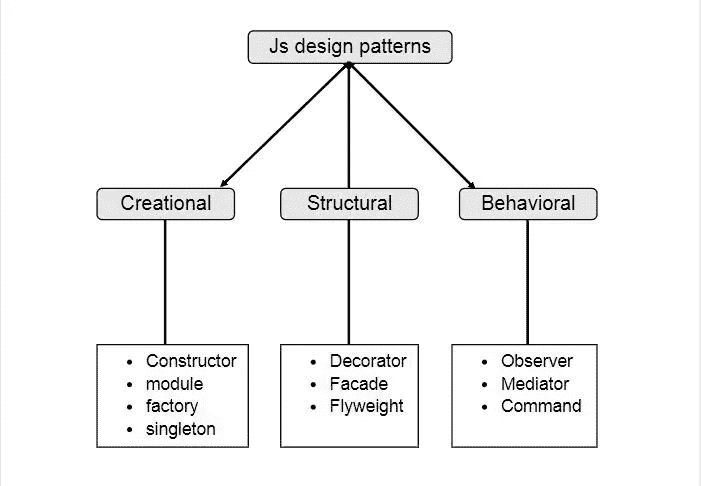 Js design patterns
Creational
Structural
Behavioral
• Constructor
• module
• factory
• singleton
• Decorator
• Facade
• Flyweight
• Observer
• Mediator
• Command